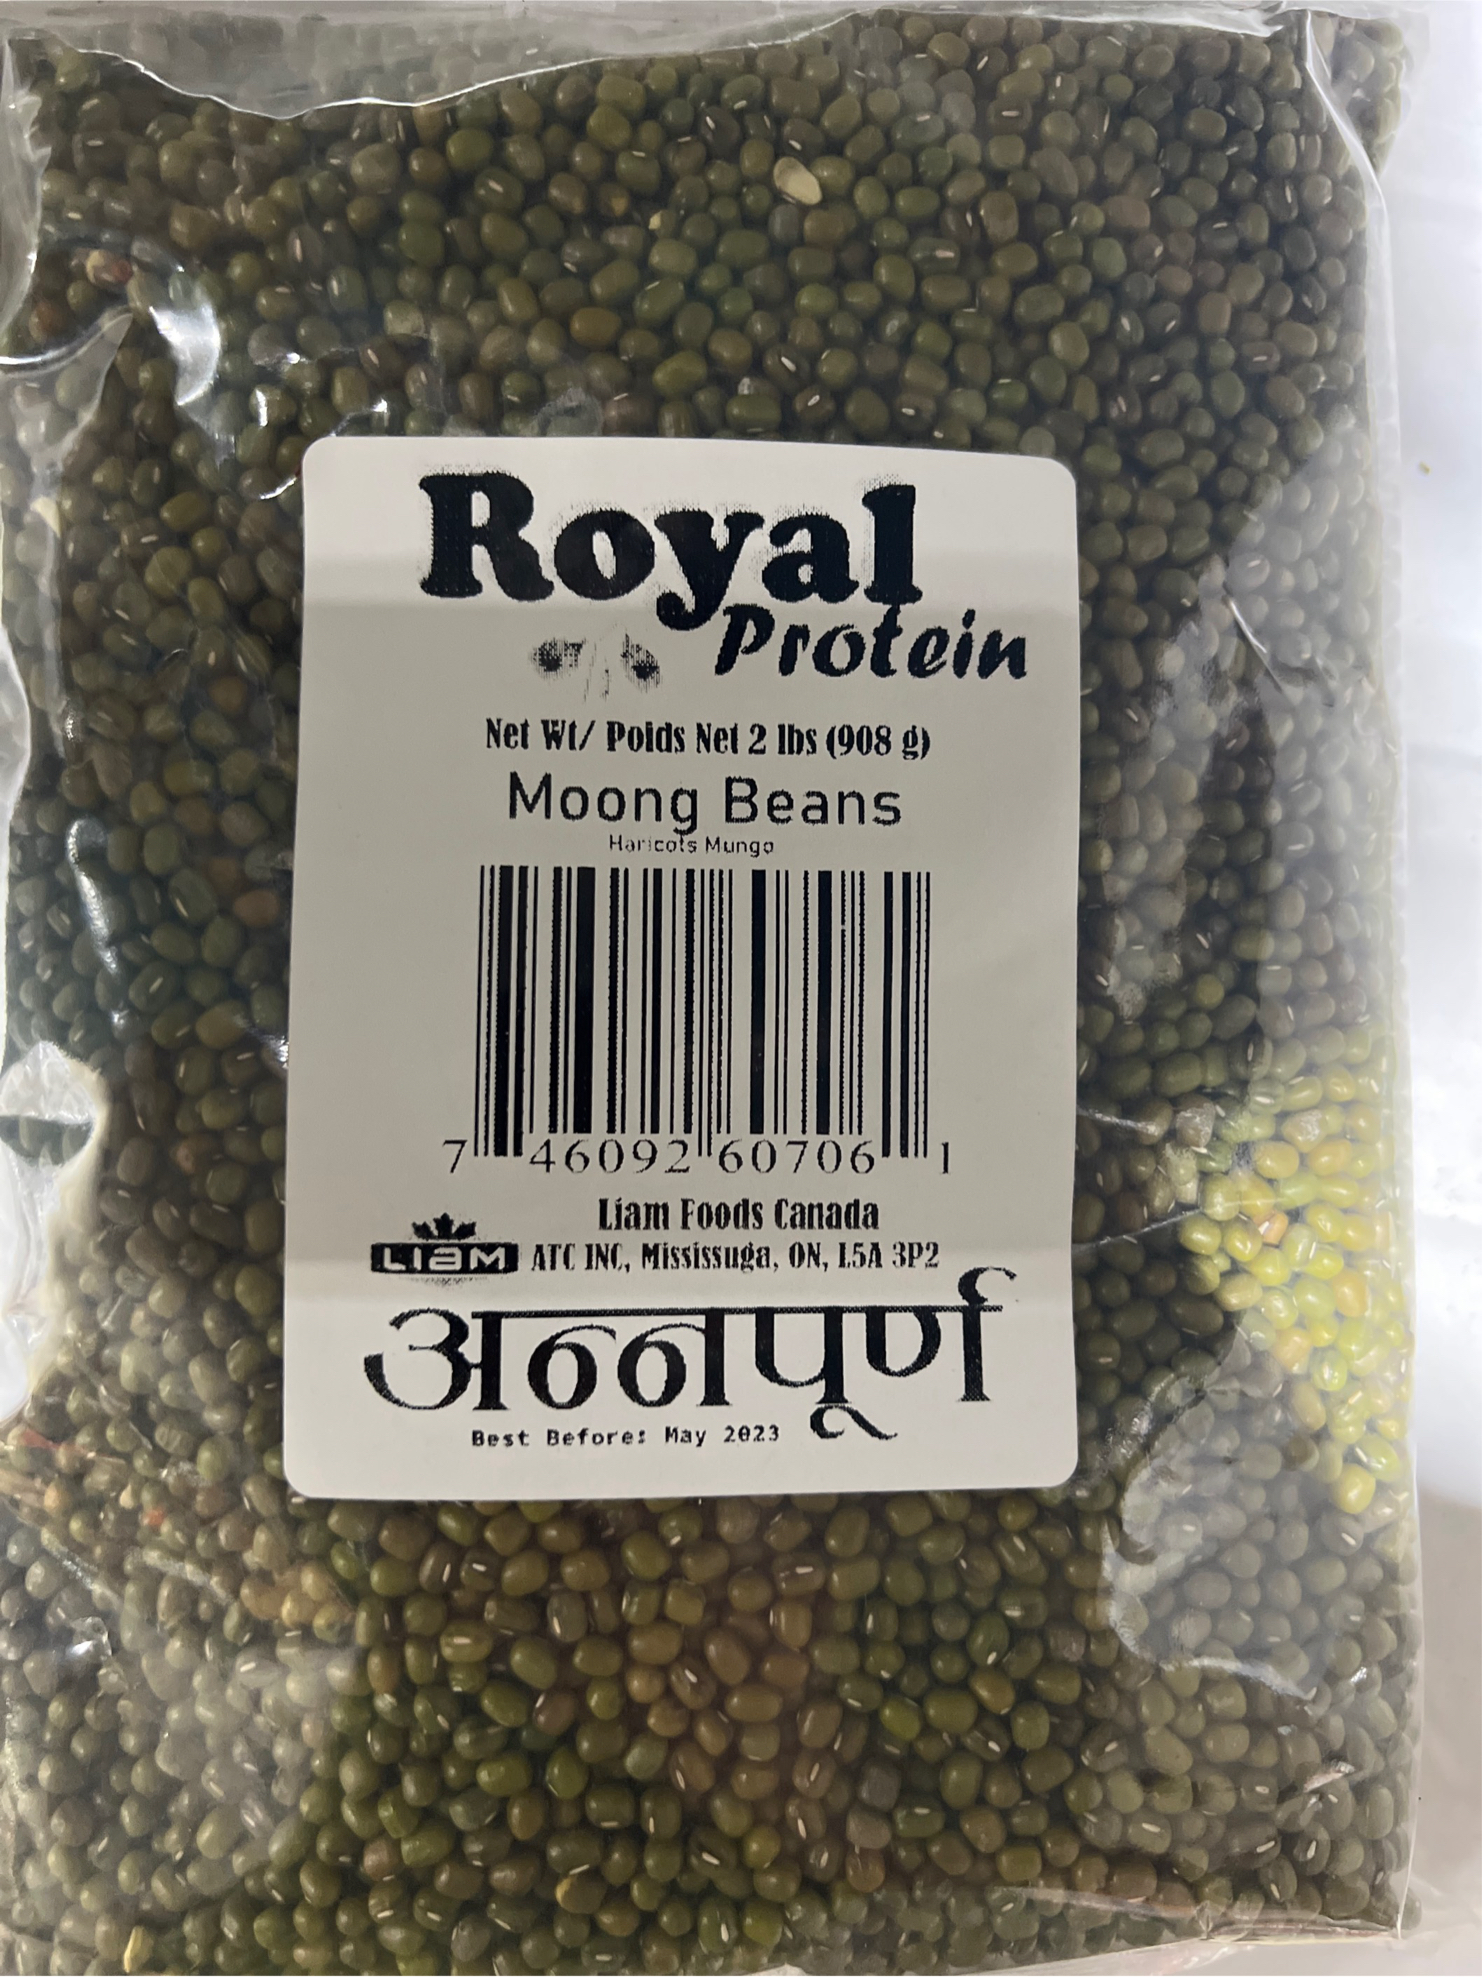 Royal
Protein
Net Wt/ Poids Net 2 lbs (908 g)
Moong Beans
Haricots Mungo
7 46092 60706 1
Liam Foods Canada
LIAM ATC INC, Mississuga, ON, L5A 3P2
अन्नपूर्ण
Best Before: May 2023